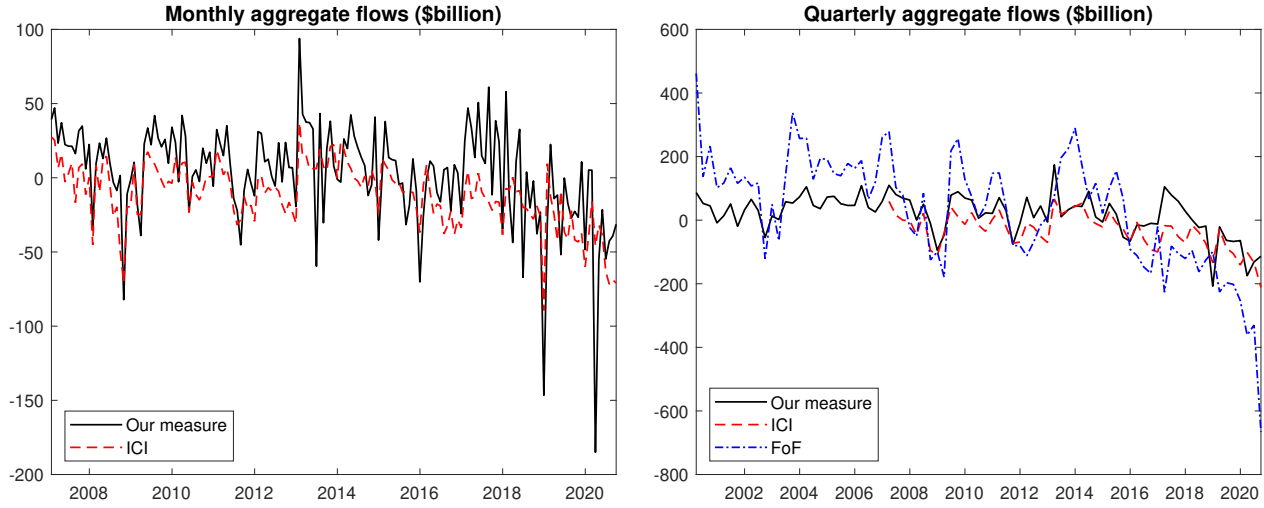 Monthly aggregate flows ($billion)
100
50
0
-50
-100
-150
-200
2008 2010 2012 2014 2016 2018 2020
Our measure
ICI
Quarterly aggregate flows ($billion)
600
400
200
0
-200
-400
-600
-800
2002 2004 2006 2008 2010 2012 2014 2016 2018 2020
Our measure
ICI
FoF